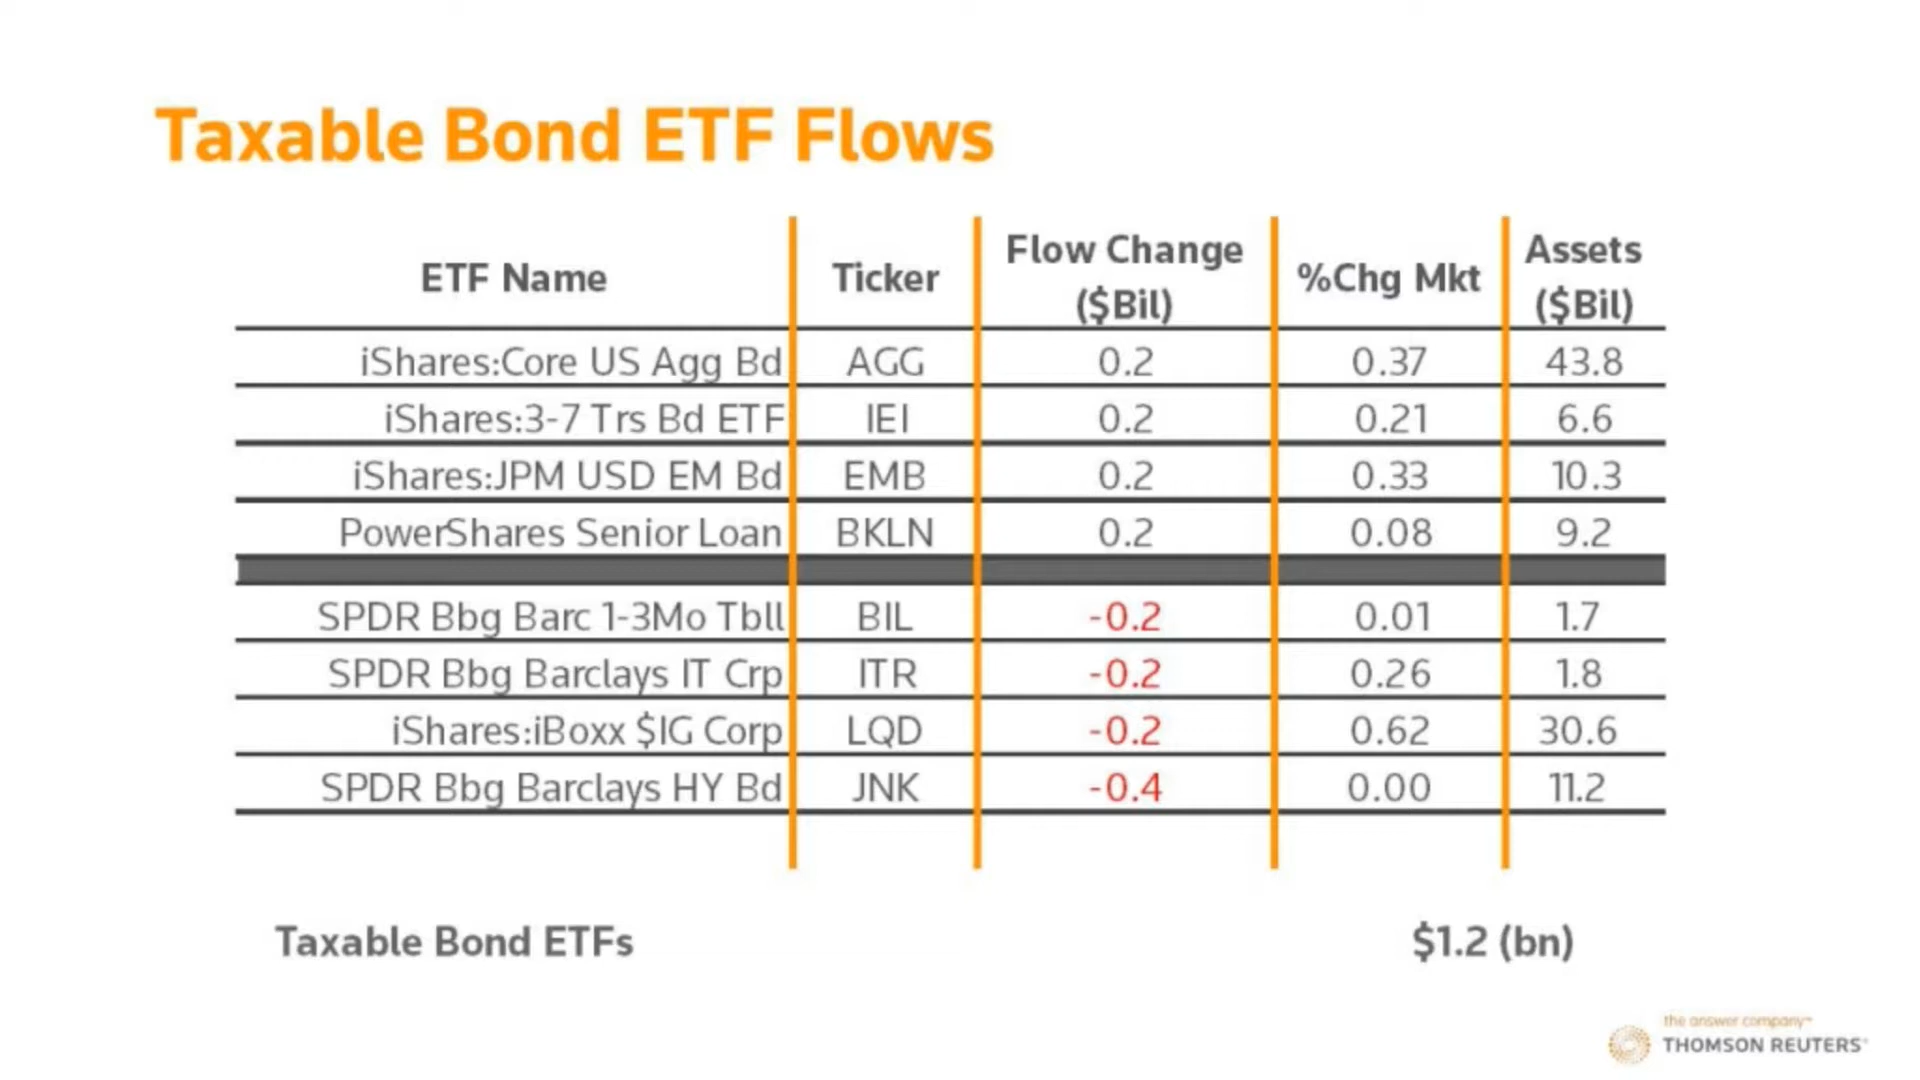 Taxable Bond ETF Flows
ETF Name Ticker Flow Change ($Bil) %Chg Mkt Assets ($Bil)
iShares:Core US Agg Bd AGG 0.2 0.37 43.8
iShares:3-7 Trs Bd ETF IEI 0.2 0.21 6.6
iShares:JPM USD EM Bd EMB 0.2 0.33 10.3
PowerShares Senior Loan BKLN 0.2 0.08 9.2
SPDR Bbg Barc 1-3Mo Tbll BIL -0.2 0.01 1.7
SPDR Bbg Barclays IT Crp ITR -0.2 0.26 1.8
iShares:iBoxx $IG Corp LQD -0.2 0.62 30.6
SPDR Bbg Barclays HY Bd JNK -0.4 0.00 11.2
Taxable Bond ETFs $1.2 (bn)
the answer company™
THOMSON REUTERS®